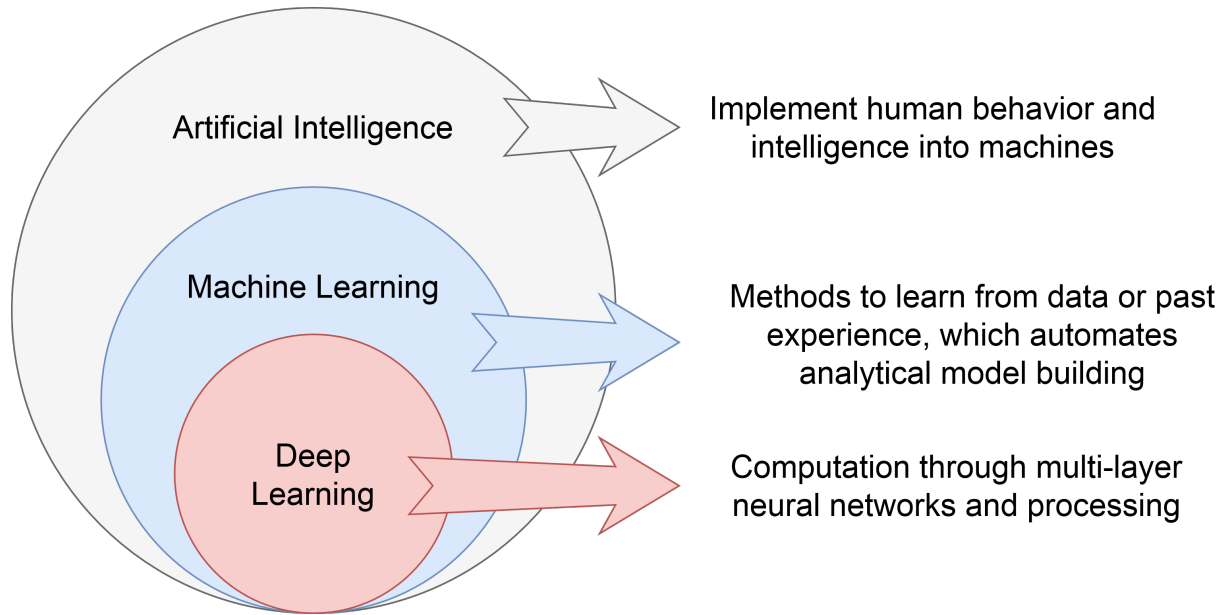 Artificial Intelligence
Implement human behavior and
intelligence into machines
Machine Learning
Methods to learn from data or past
experience, which automates
analytical model building
Deep
Learning
Computation through multi-layer
neural networks and processing